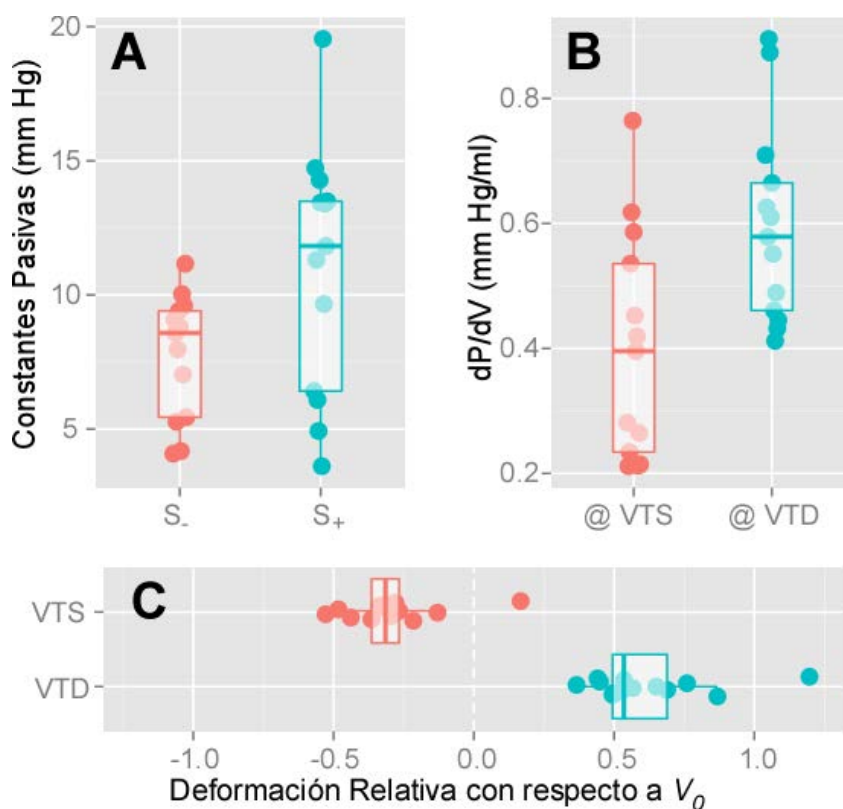 A
Constantes Pasivas (mm Hg)
20
15
10
5
S-
S+
B
dP/dV (mm Hg/ml)
0.8
0.6
0.4
0.2
@ VTS
@ VTD
C
VTS
VTD
-1.0
-0.5
0.0
0.5
1.0
Deformación Relativa con respecto a V0